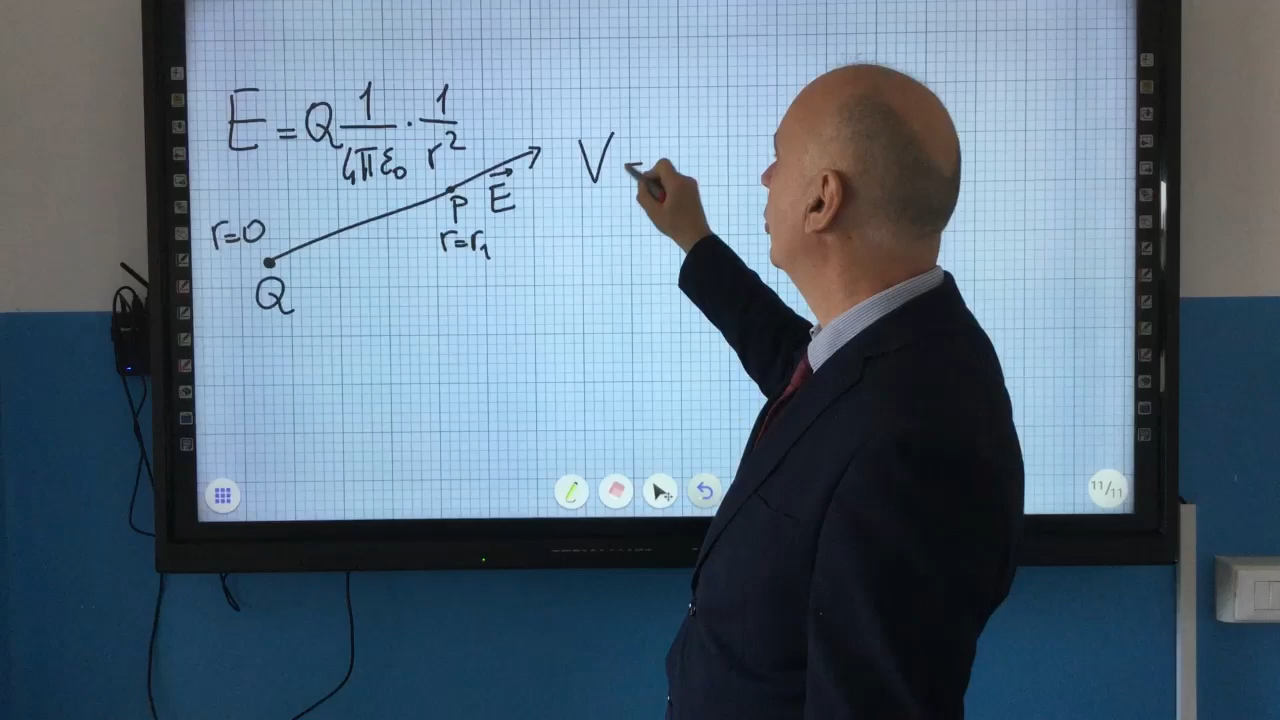 E = Q 1/4πε₀ · 1/r²
V
E⃗
P
r=0
r=r₁
Q
11/11